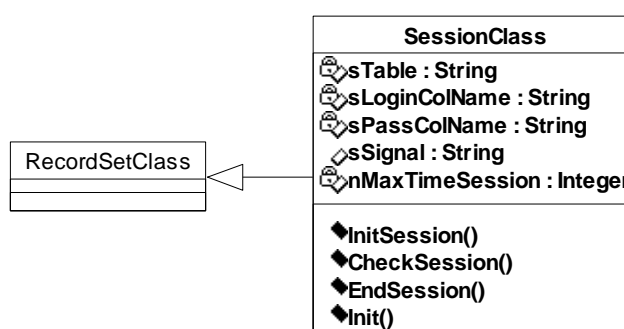 SessionClass
sTable : String
sLoginColName : String
sPassColName : String
sSignal : String
nMaxTimeSession : Integer
RecordSetClass
InitSession()
CheckSession()
EndSession()
Init()